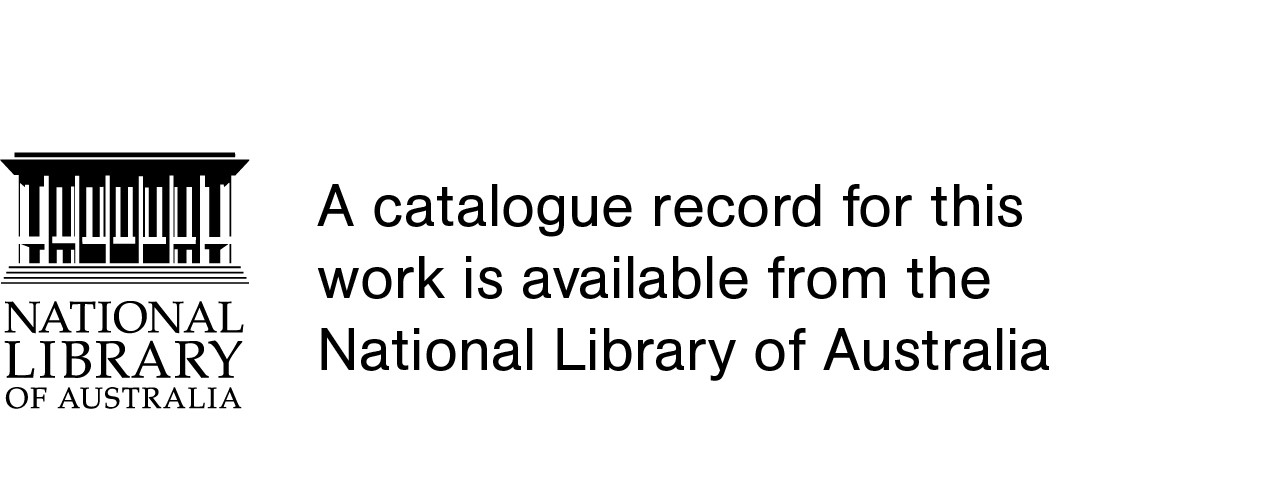 NATIONAL
LIBRARY
OF AUSTRALIA
A catalogue record for this
work is available from the
National Library of Australia